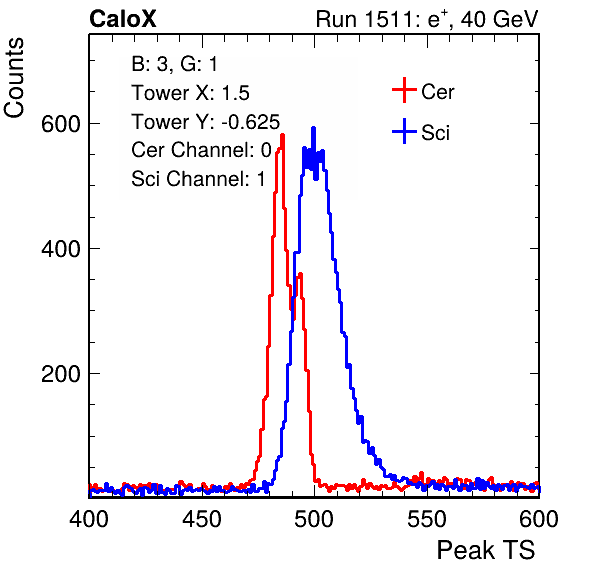 CaloX Run 1511: e⁺, 40 GeV
Counts
B: 3, G: 1
Tower X: 1.5
Tower Y: -0.625
Cer Channel: 0
Sci Channel: 1
Cer
Sci
600
400
200
400 450 500 550 600
Peak TS